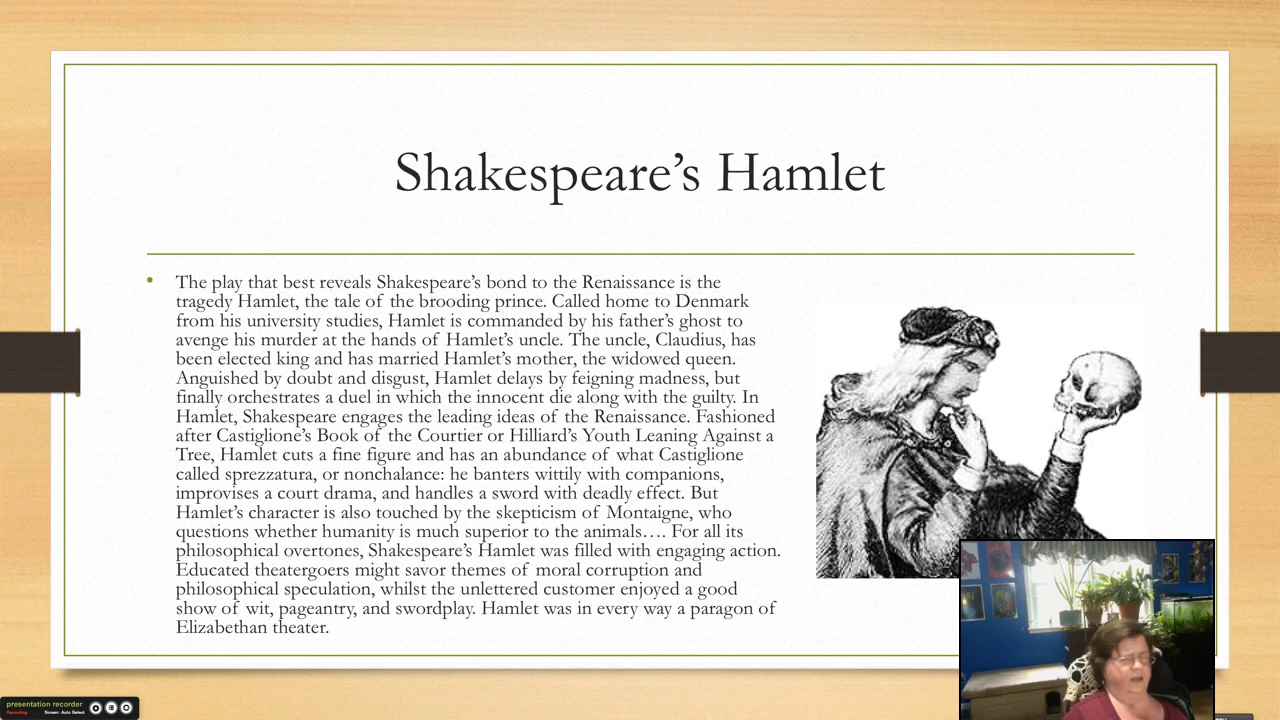 Shakespeare’s Hamlet
• The play that best reveals Shakespeare’s bond to the Renaissance is the
tragedy Hamlet, the tale of the brooding prince. Called home to Denmark
from his university studies, Hamlet is commanded by his father’s ghost to
avenge his murder at the hands of Hamlet’s uncle. The uncle, Claudius, has
been elected king and has married Hamlet’s mother, the widowed queen.
Anguished by doubt and disgust, Hamlet delays by feigning madness, but
finally orchestrates a duel in which the innocent die along with the guilty. In
Hamlet, Shakespeare engages the leading ideas of the Renaissance. Fashioned
after Castiglione’s Book of the Courtier or Hilliard’s Youth Leaning Against a
Tree, Hamlet cuts a fine figure and has an abundance of what Castiglione
called sprezzatura, or nonchalance: he banters wittily with companions,
improvises a court drama, and handles a sword with deadly effect. But
Hamlet’s character is also touched by the skepticism of Montaigne, who
questions whether humanity is much superior to the animals…. For all its
philosophical overtones, Shakespeare’s Hamlet was filled with engaging action.
Educated theatergoers might savor themes of moral corruption and
philosophical speculation, whilst the unlettered customer enjoyed a good
show of wit, pageantry, and swordplay. Hamlet was in every way a paragon of
Elizabethan theater.
presentation recorder
Recording Screen: Auto Select